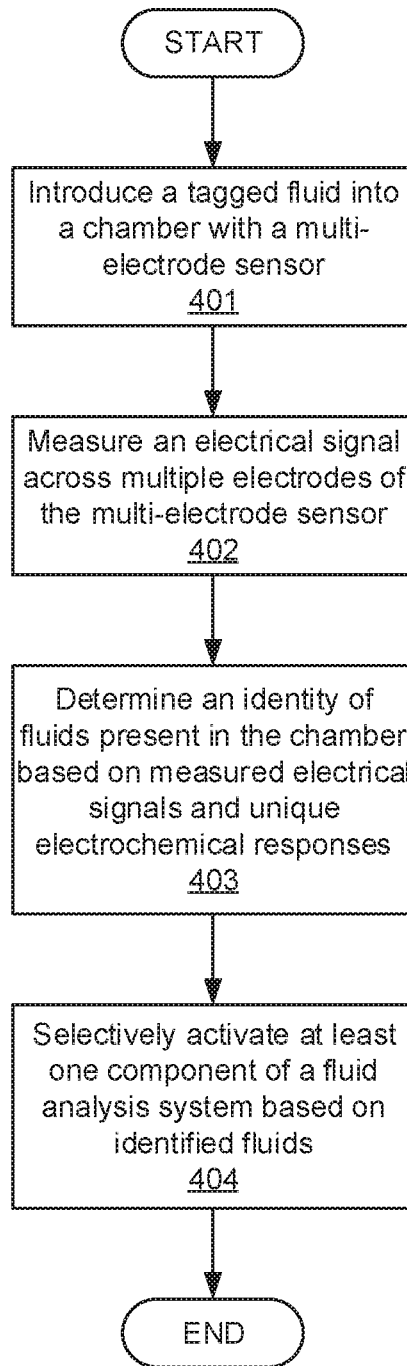 START
Introduce a tagged fluid into
a chamber with a multi-
electrode sensor
401
Measure an electrical signal
across multiple electrodes of
the multi-electrode sensor
402
Determine an identity of
fluids present in the chamber
based on measured electrical
signals and unique
electrochemical responses
403
Selectively activate at least
one component of a fluid
analysis system based on
identified fluids
404
END